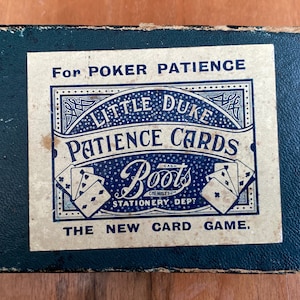 For POKER PATIENCE
LITTLE DUKE
PATIENCE CARDS
Boots
STATIONERY DEPT
THE NEW CARD GAME.